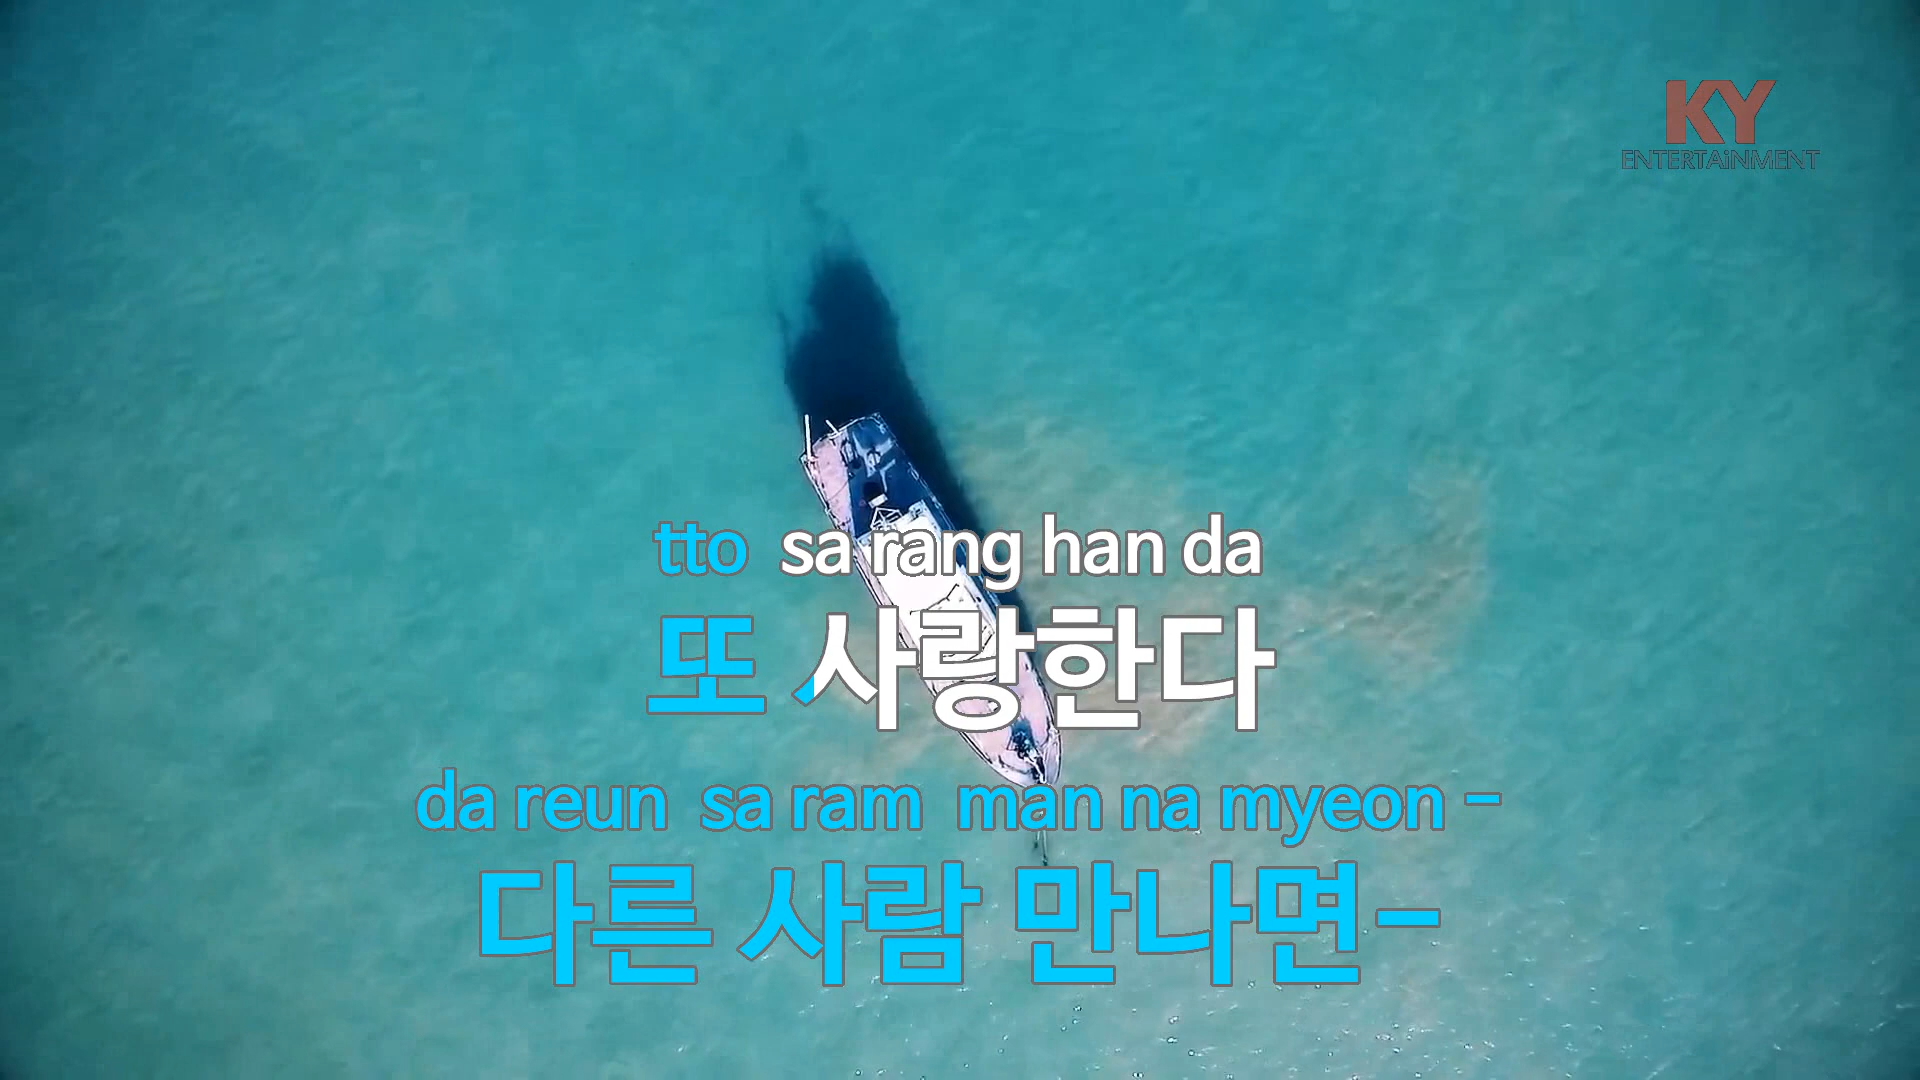 KY
ENTERTAiNMENT
tto sa rang han da
또 사랑한다
da reun sa ram man na myeon -
다른 사람 만나면-